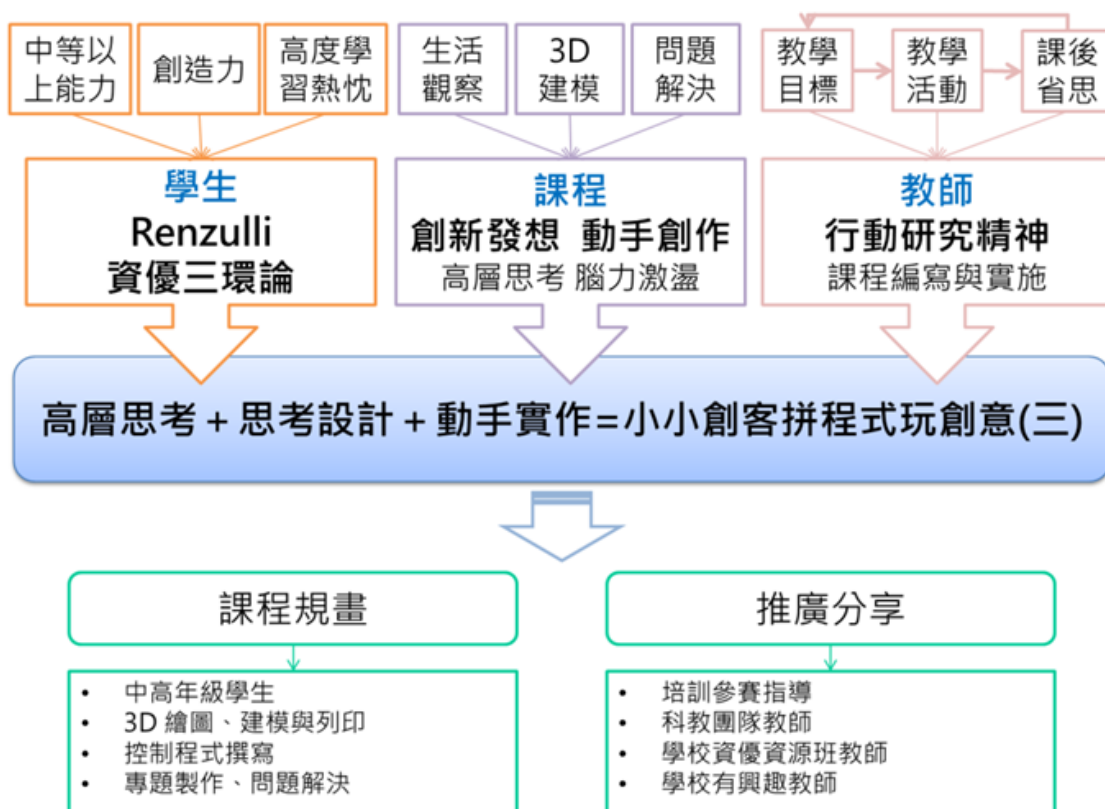 中等以
上能力
創造力
高度學
習熱忱
生活
觀察
3D
建模
問題
解決
教學
目標
教學
活動
課後
省思
學生
Renzulli
資優三環論
課程
創新發想 動手創作
高層思考 腦力激盪
教師
行動研究精神
課程編寫與實施
高層思考+思考設計+動手實作=小小創客拼程式玩創意(三)
課程規畫
• 中高年級學生
• 3D 繪圖、建模與列印
• 控制程式撰寫
• 專題製作、問題解決
推廣分享
• 培訓參賽指導
• 科教團隊教師
• 學校資優資源班教師
• 學校有興趣教師